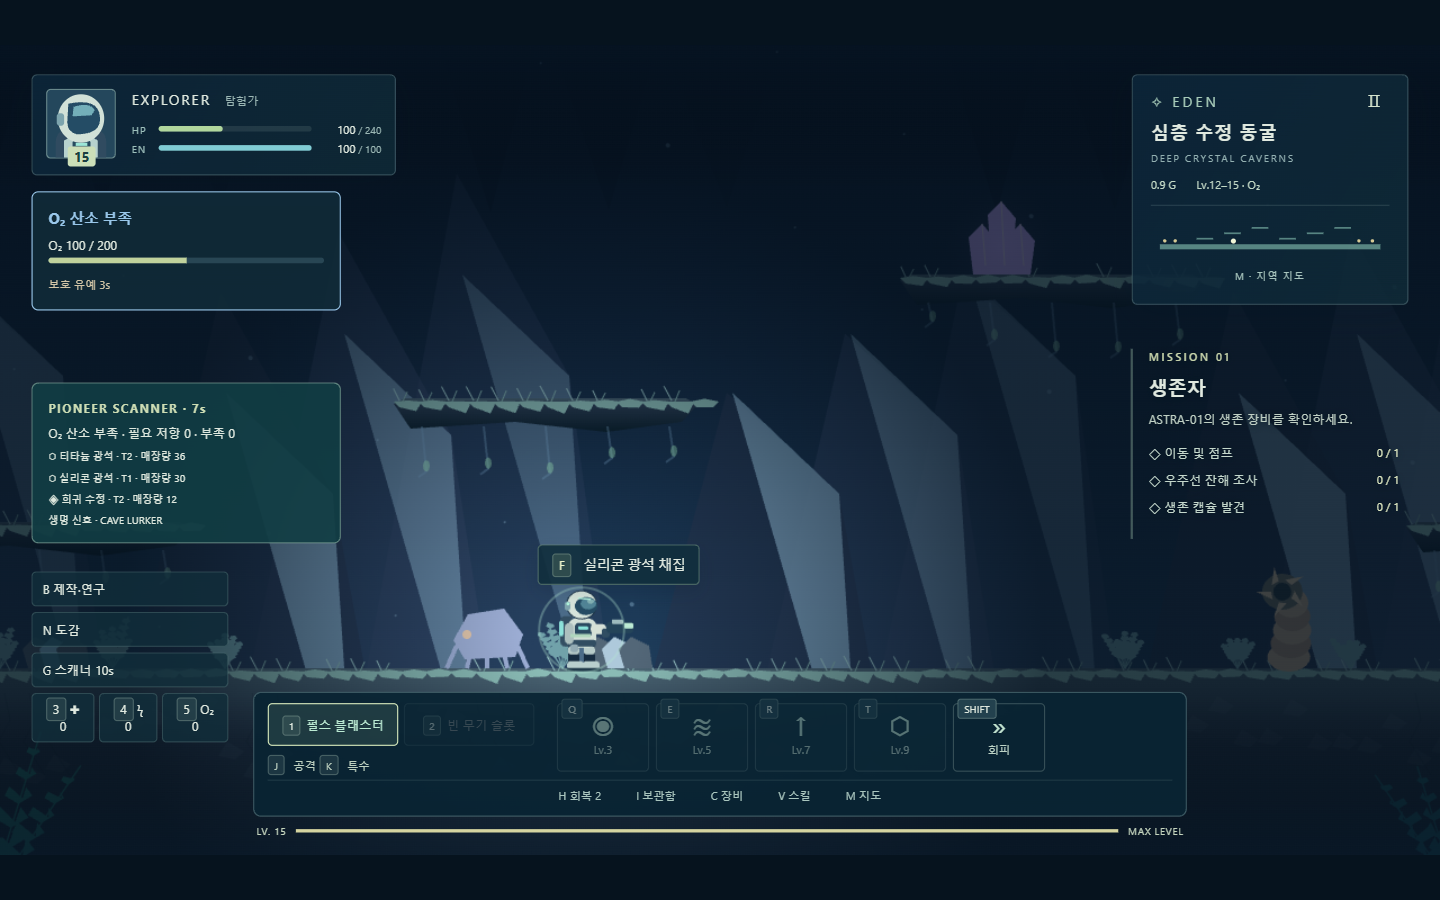 EXPLORER 탐험가
HP 100 / 240
EN 100 / 100
15
O₂ 산소 부족
O₂ 100 / 200
보호 유예 3s
PIONEER SCANNER · 7s
O₂ 산소 부족 · 필요 저항 0 · 부족 0
티타늄 광석 · T2 · 매장량 36
실리콘 광석 · T1 · 매장량 30
희귀 수정 · T2 · 매장량 12
생명 신호 · CAVE LURKER
B 제작·연구
N 도감
G 스캐너 10s
3 4 5 O₂
0 0 0
F 실리콘 광석 채집
EDEN
심층 수정 동굴
DEEP CRYSTAL CAVERNS
0.9 G Lv.12–15 · O₂
M · 지역 지도
MISSION 01
생존자
ASTRA-01의 생존 장비를 확인하세요.
이동 및 점프 0 / 1
우주선 잔해 조사 0 / 1
생존 캡슐 발견 0 / 1
1 펄스 블래스터 2 빈 무기 슬롯
J 공격 K 특수
Q E R T SHIFT
Lv.3 Lv.5 Lv.7 Lv.9 회피
H 회복 2 I 보관함 C 장비 V 스킬 M 지도
LV. 15 MAX LEVEL